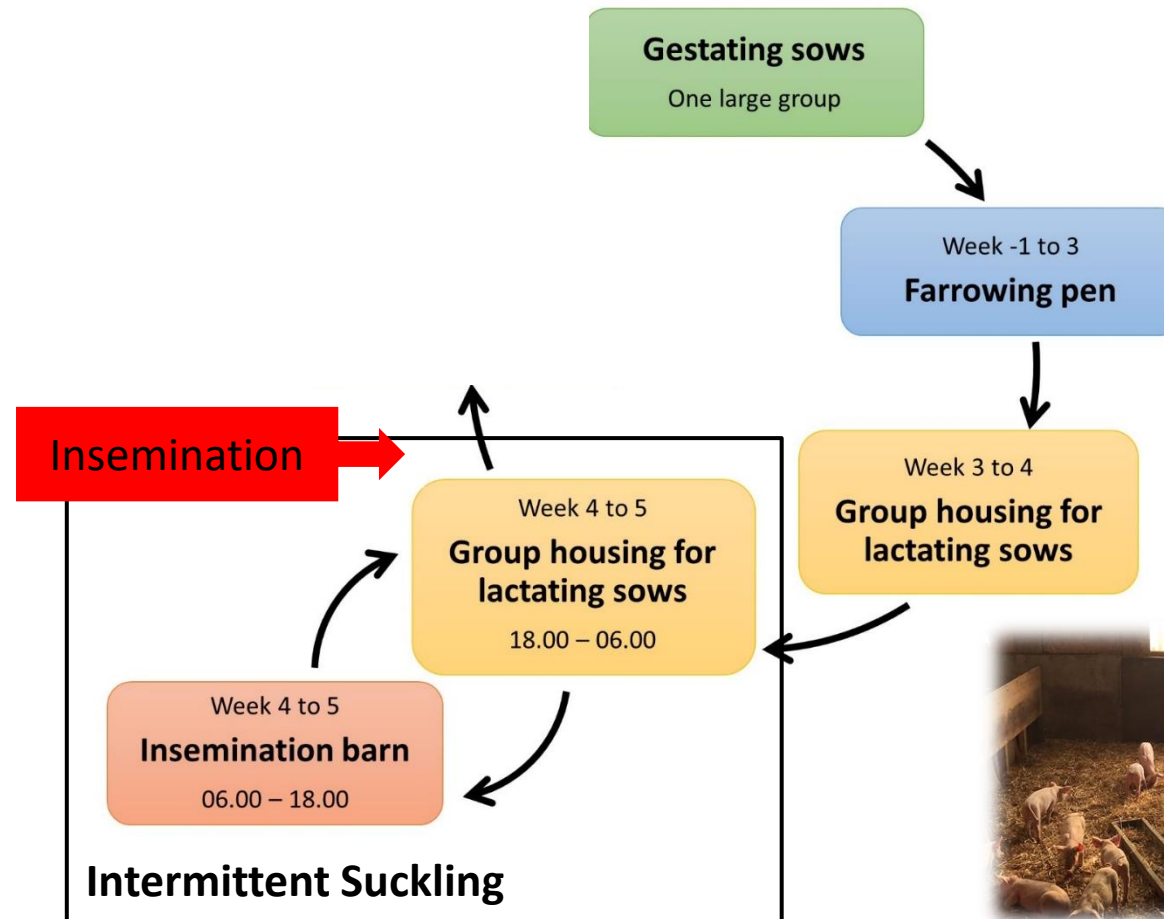 Gestating sows
One large group
Week -1 to 3
Farrowing pen
Week 3 to 4
Group housing for
lactating sows
Insemination
Week 4 to 5
Group housing for
lactating sows
18.00 – 06.00
Week 4 to 5
Insemination barn
06.00 – 18.00
Intermittent Suckling